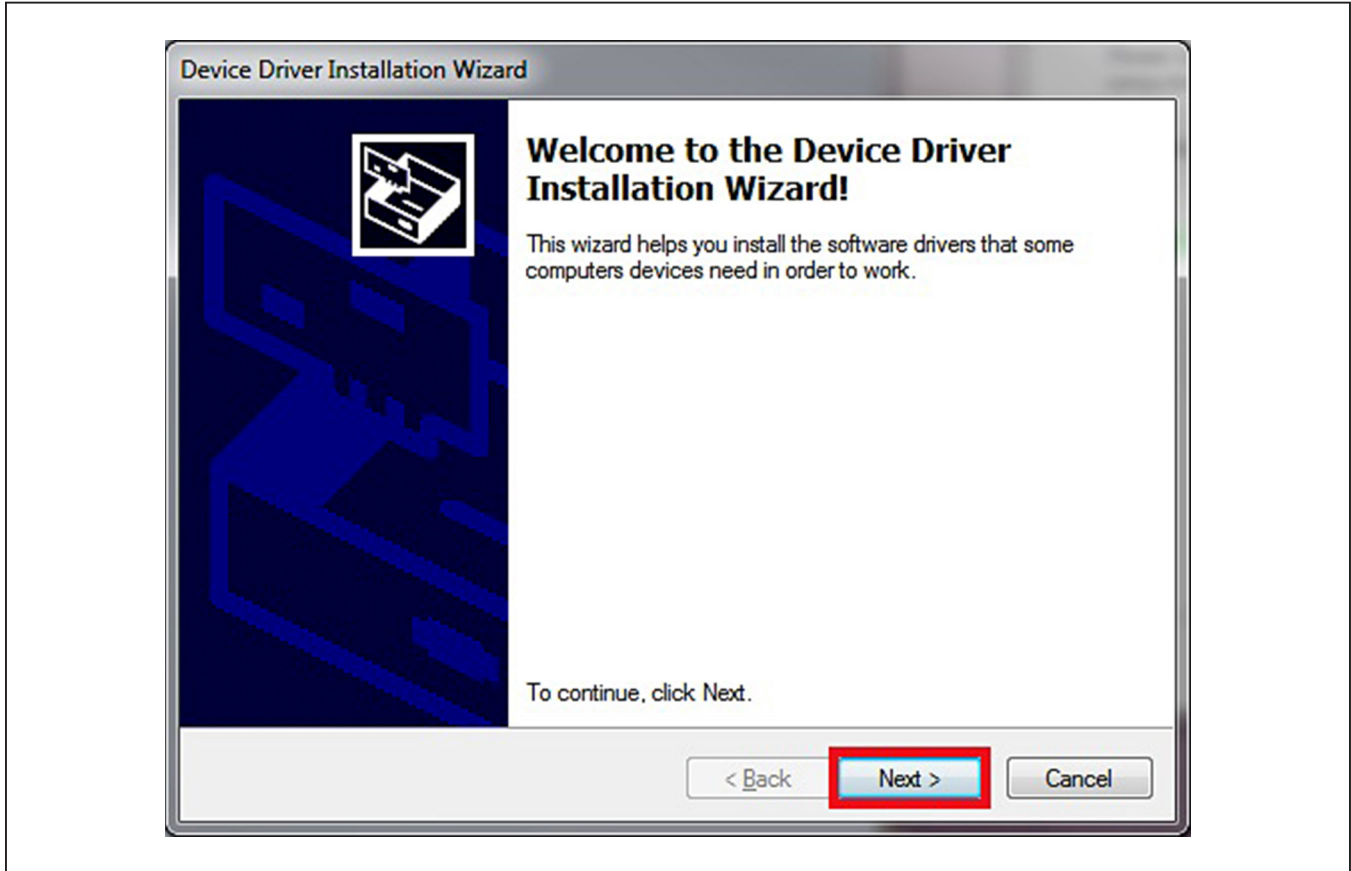 Device Driver Installation Wizard
Welcome to the Device Driver
Installation Wizard!
This wizard helps you install the software drivers that some
computers devices need in order to work.
To continue, click Next.
< Back
Next >
Cancel